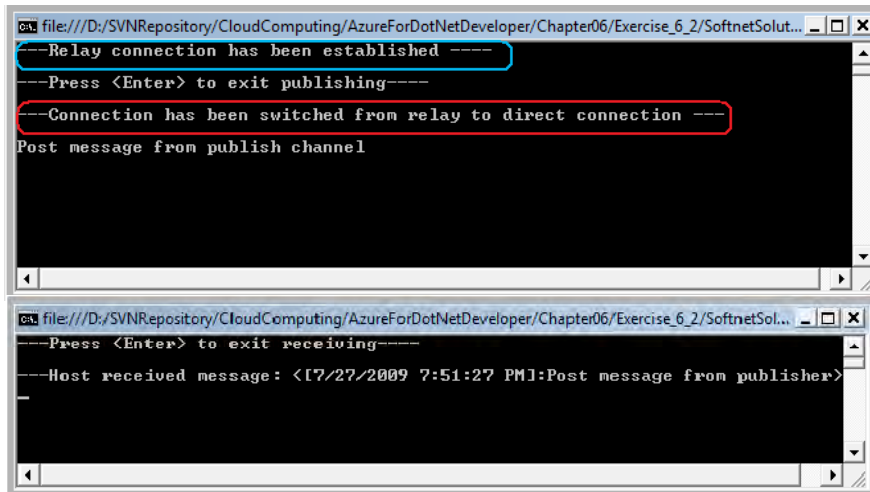 file:///D:/SVNRepository/CloudComputing/AzureForDotNetDeveloper/Chapter06/Exercise_6_2/SoftnetSolut...
---Relay connection has been established ----
---Press <Enter> to exit publishing----
---Connection has been switched from relay to direct connection ---
Post message from publish channel
file:///D:/SVNRepository/CloudComputing/AzureForDotNetDeveloper/Chapter06/Exercise_6_2/SoftnetSol...
---Press <Enter> to exit receiving----
---Host received message: <[7/27/2009 7:51:27 PM]:Post message from publisher>